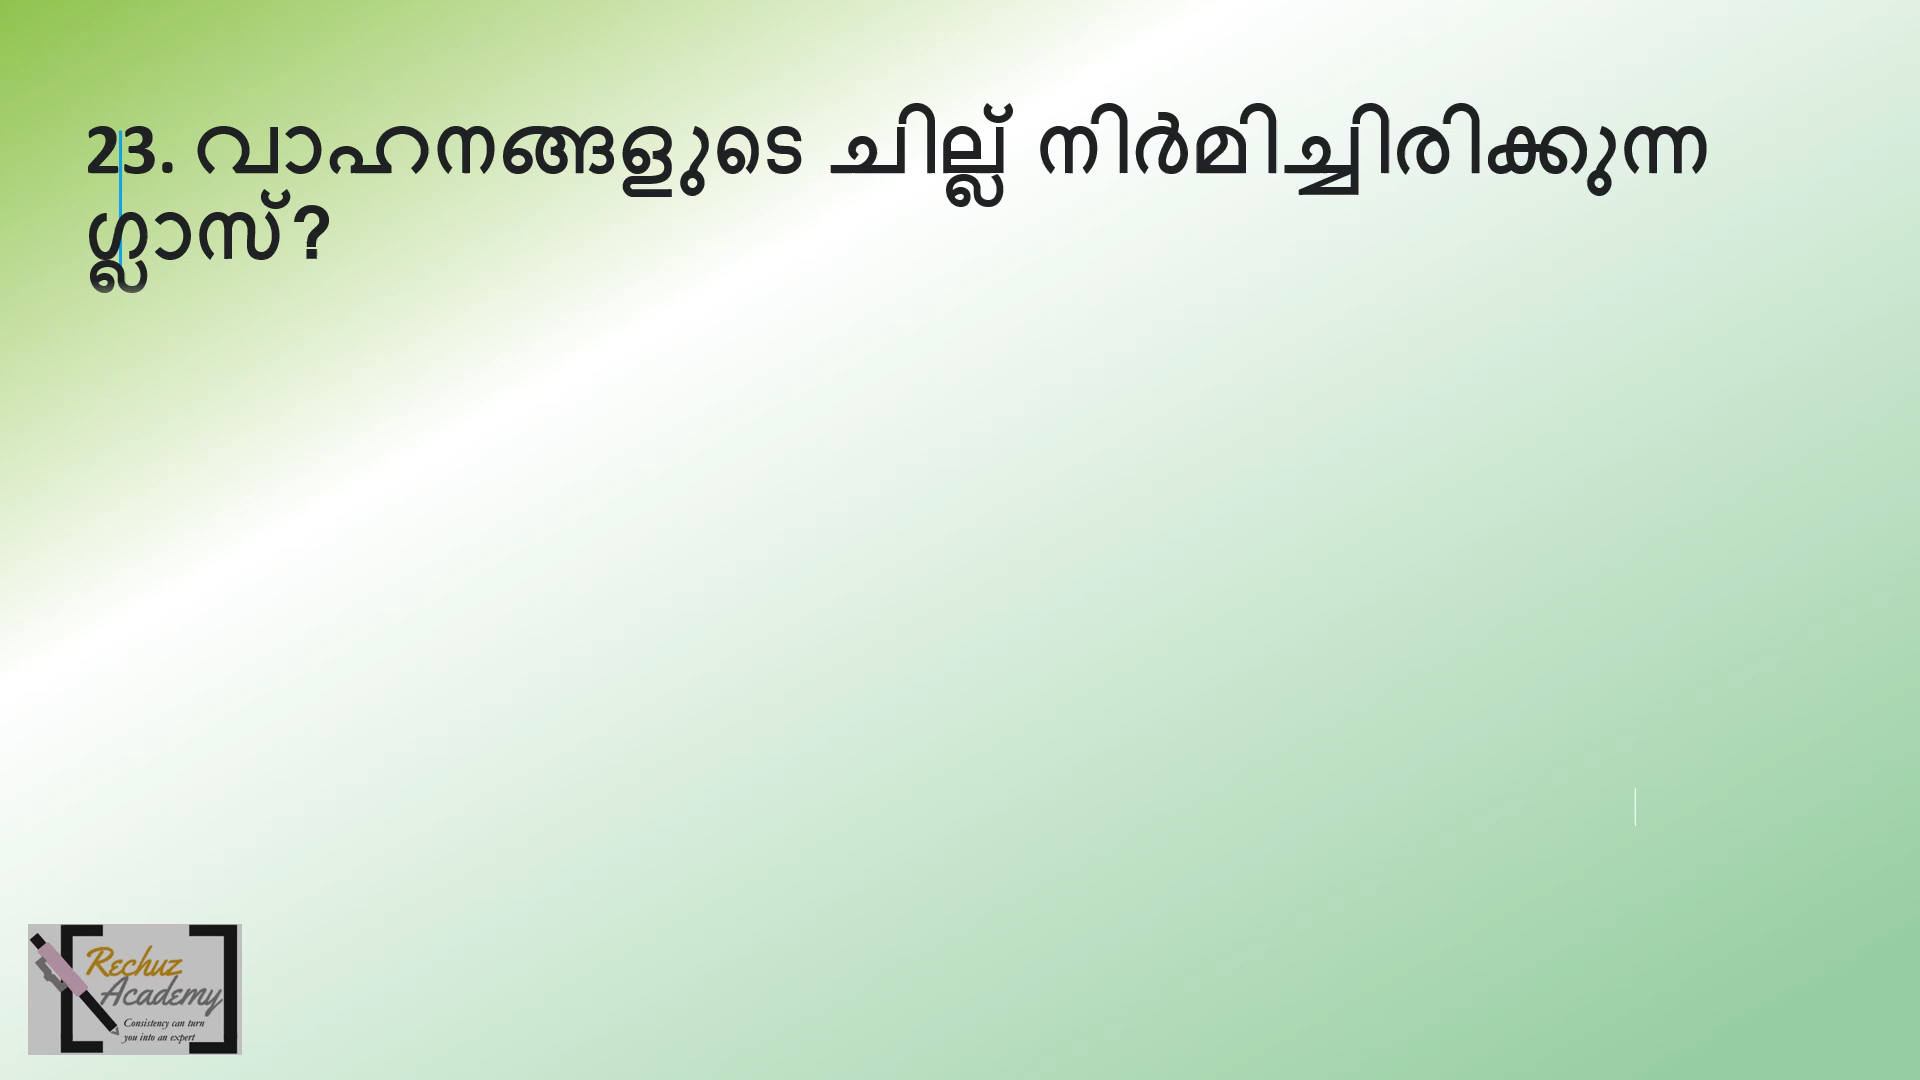 23. വാഹനങ്ങളുടെ ചില്ല് നിർമിച്ചിരിക്കുന്ന
ഗ്ലാസ്?
Rechuz
Academy
Consistency can turn
you into an expert